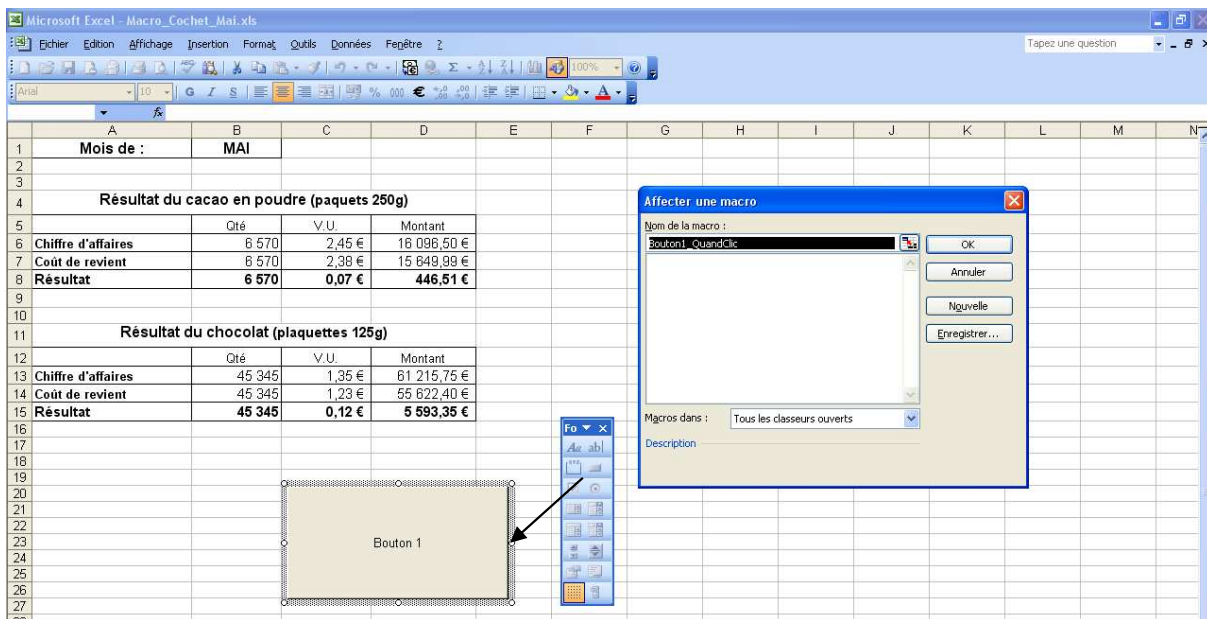 Microsoft Excel - Macro_Cochet_Mai.xls
Fichier Edition Affichage Insertion Format Outils Données Fenêtre ?
Tapez une question
100%
Arial 10 G I S % 000 €
fx
A B C D E F G H I J K L M N
1 Mois de : MAI
2
3
4 Résultat du cacao en poudre (paquets 250g)
5 Qté V.U. Montant
6 Chiffre d'affaires 6 570 2,45 € 16 096,50 €
7 Coût de revient 6 570 2,38 € 15 649,99 €
8 Résultat 6 570 0,07 € 446,51 €
9
10
11 Résultat du chocolat (plaquettes 125g)
12 Qté V.U. Montant
13 Chiffre d'affaires 45 345 1,35 € 61 215,75 €
14 Coût de revient 45 345 1,23 € 55 622,40 €
15 Résultat 45 345 0,12 € 5 593,35 €
16
17
18
19
20
21
22
23
24
25
26
27
Bouton 1
Fo
Aa ab|
Affecter une macro
Nom de la macro :
Bouton1_QuandClic
OK
Annuler
Nouvelle
Enregistrer...
Macros dans : Tous les classeurs ouverts
Description